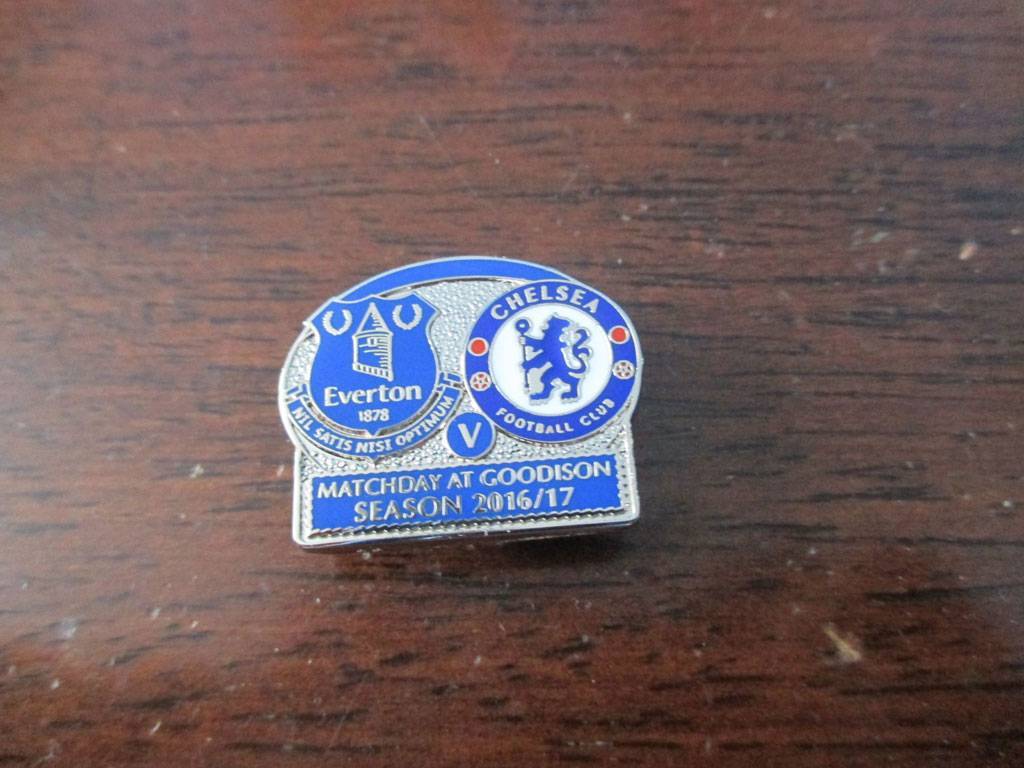 Everton
1878
NIL SATIS NISI OPTIMUM
CHELSEA
FOOTBALL CLUB
V
MATCHDAY AT GOODISON
SEASON 2016/17